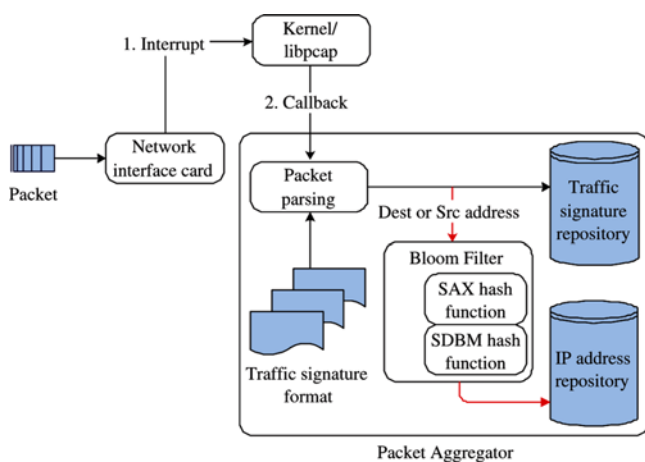 Kernel/
libpcap
1. Interrupt
2. Callback
Network
interface card
Packet
Packet
parsing
Traffic
signature
repository
Dest or Src address
Bloom Filter
SAX hash
function
SDBM hash
function
Traffic signature
format
IP address
repository
Packet Aggregator